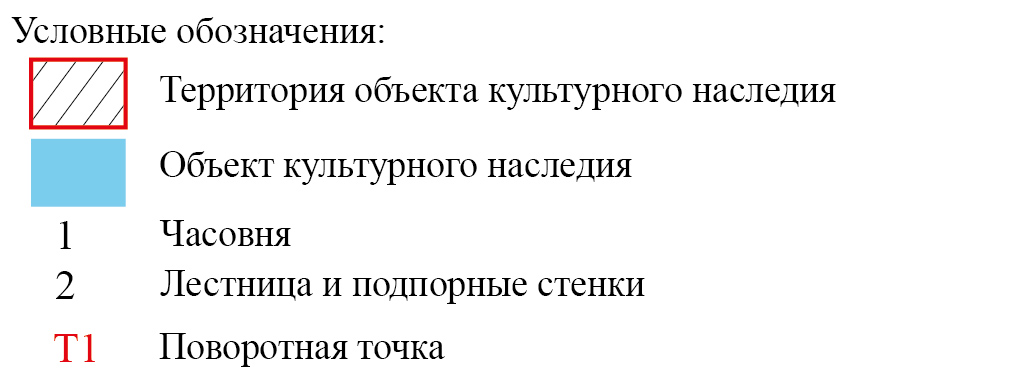 Условные обозначения:
Территория объекта культурного наследия
Объект культурного наследия
1 Часовня
2 Лестница и подпорные стенки
Т1 Поворотная точка